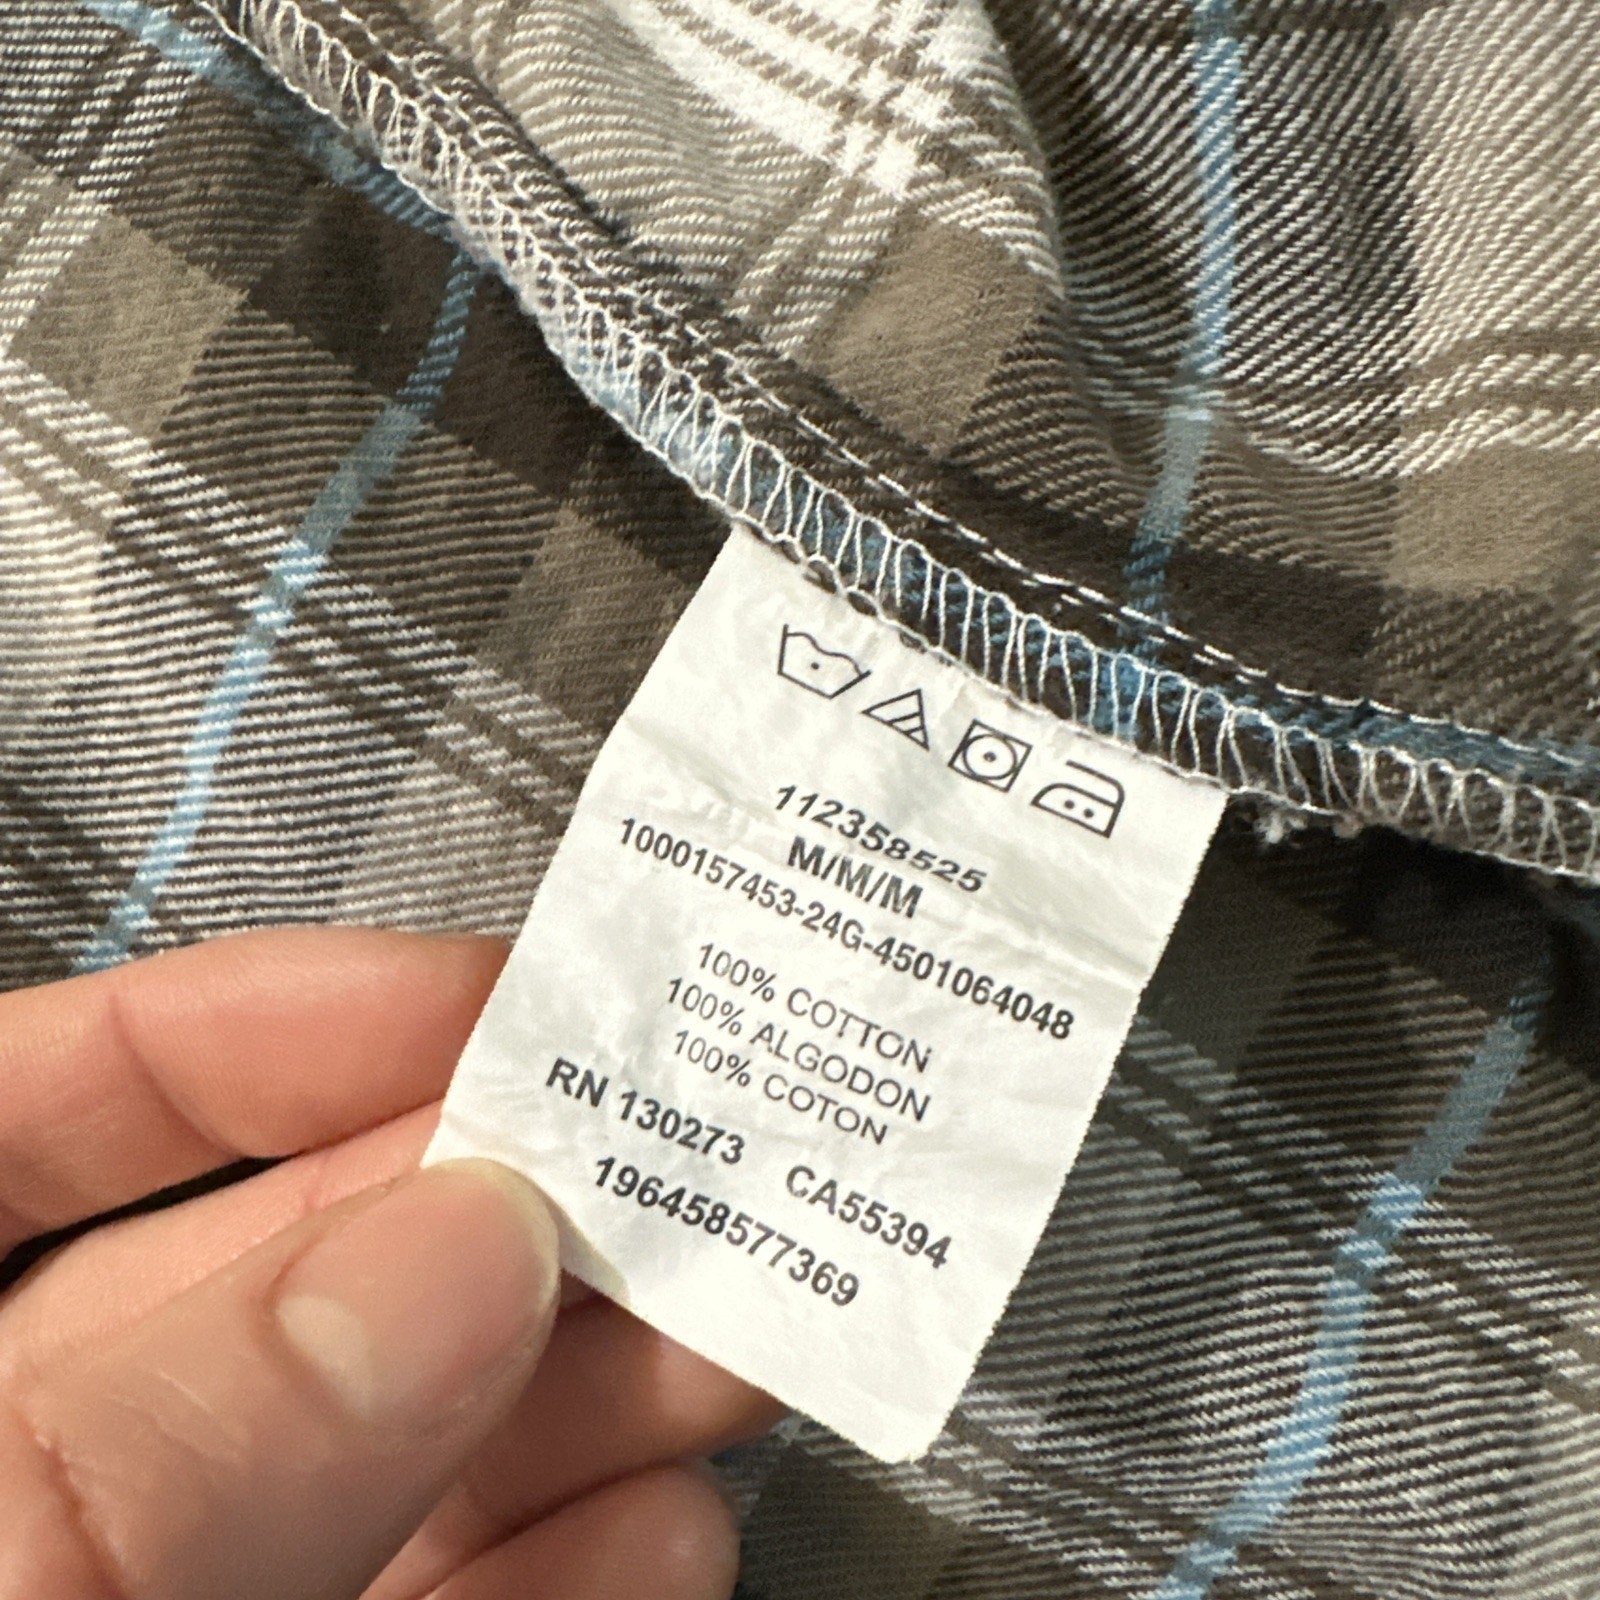 112358525
M/M/M
1000157453-24G-4501064048
100% COTTON
100% ALGODON
100% COTON
RN 130273 CA55394
196458577369